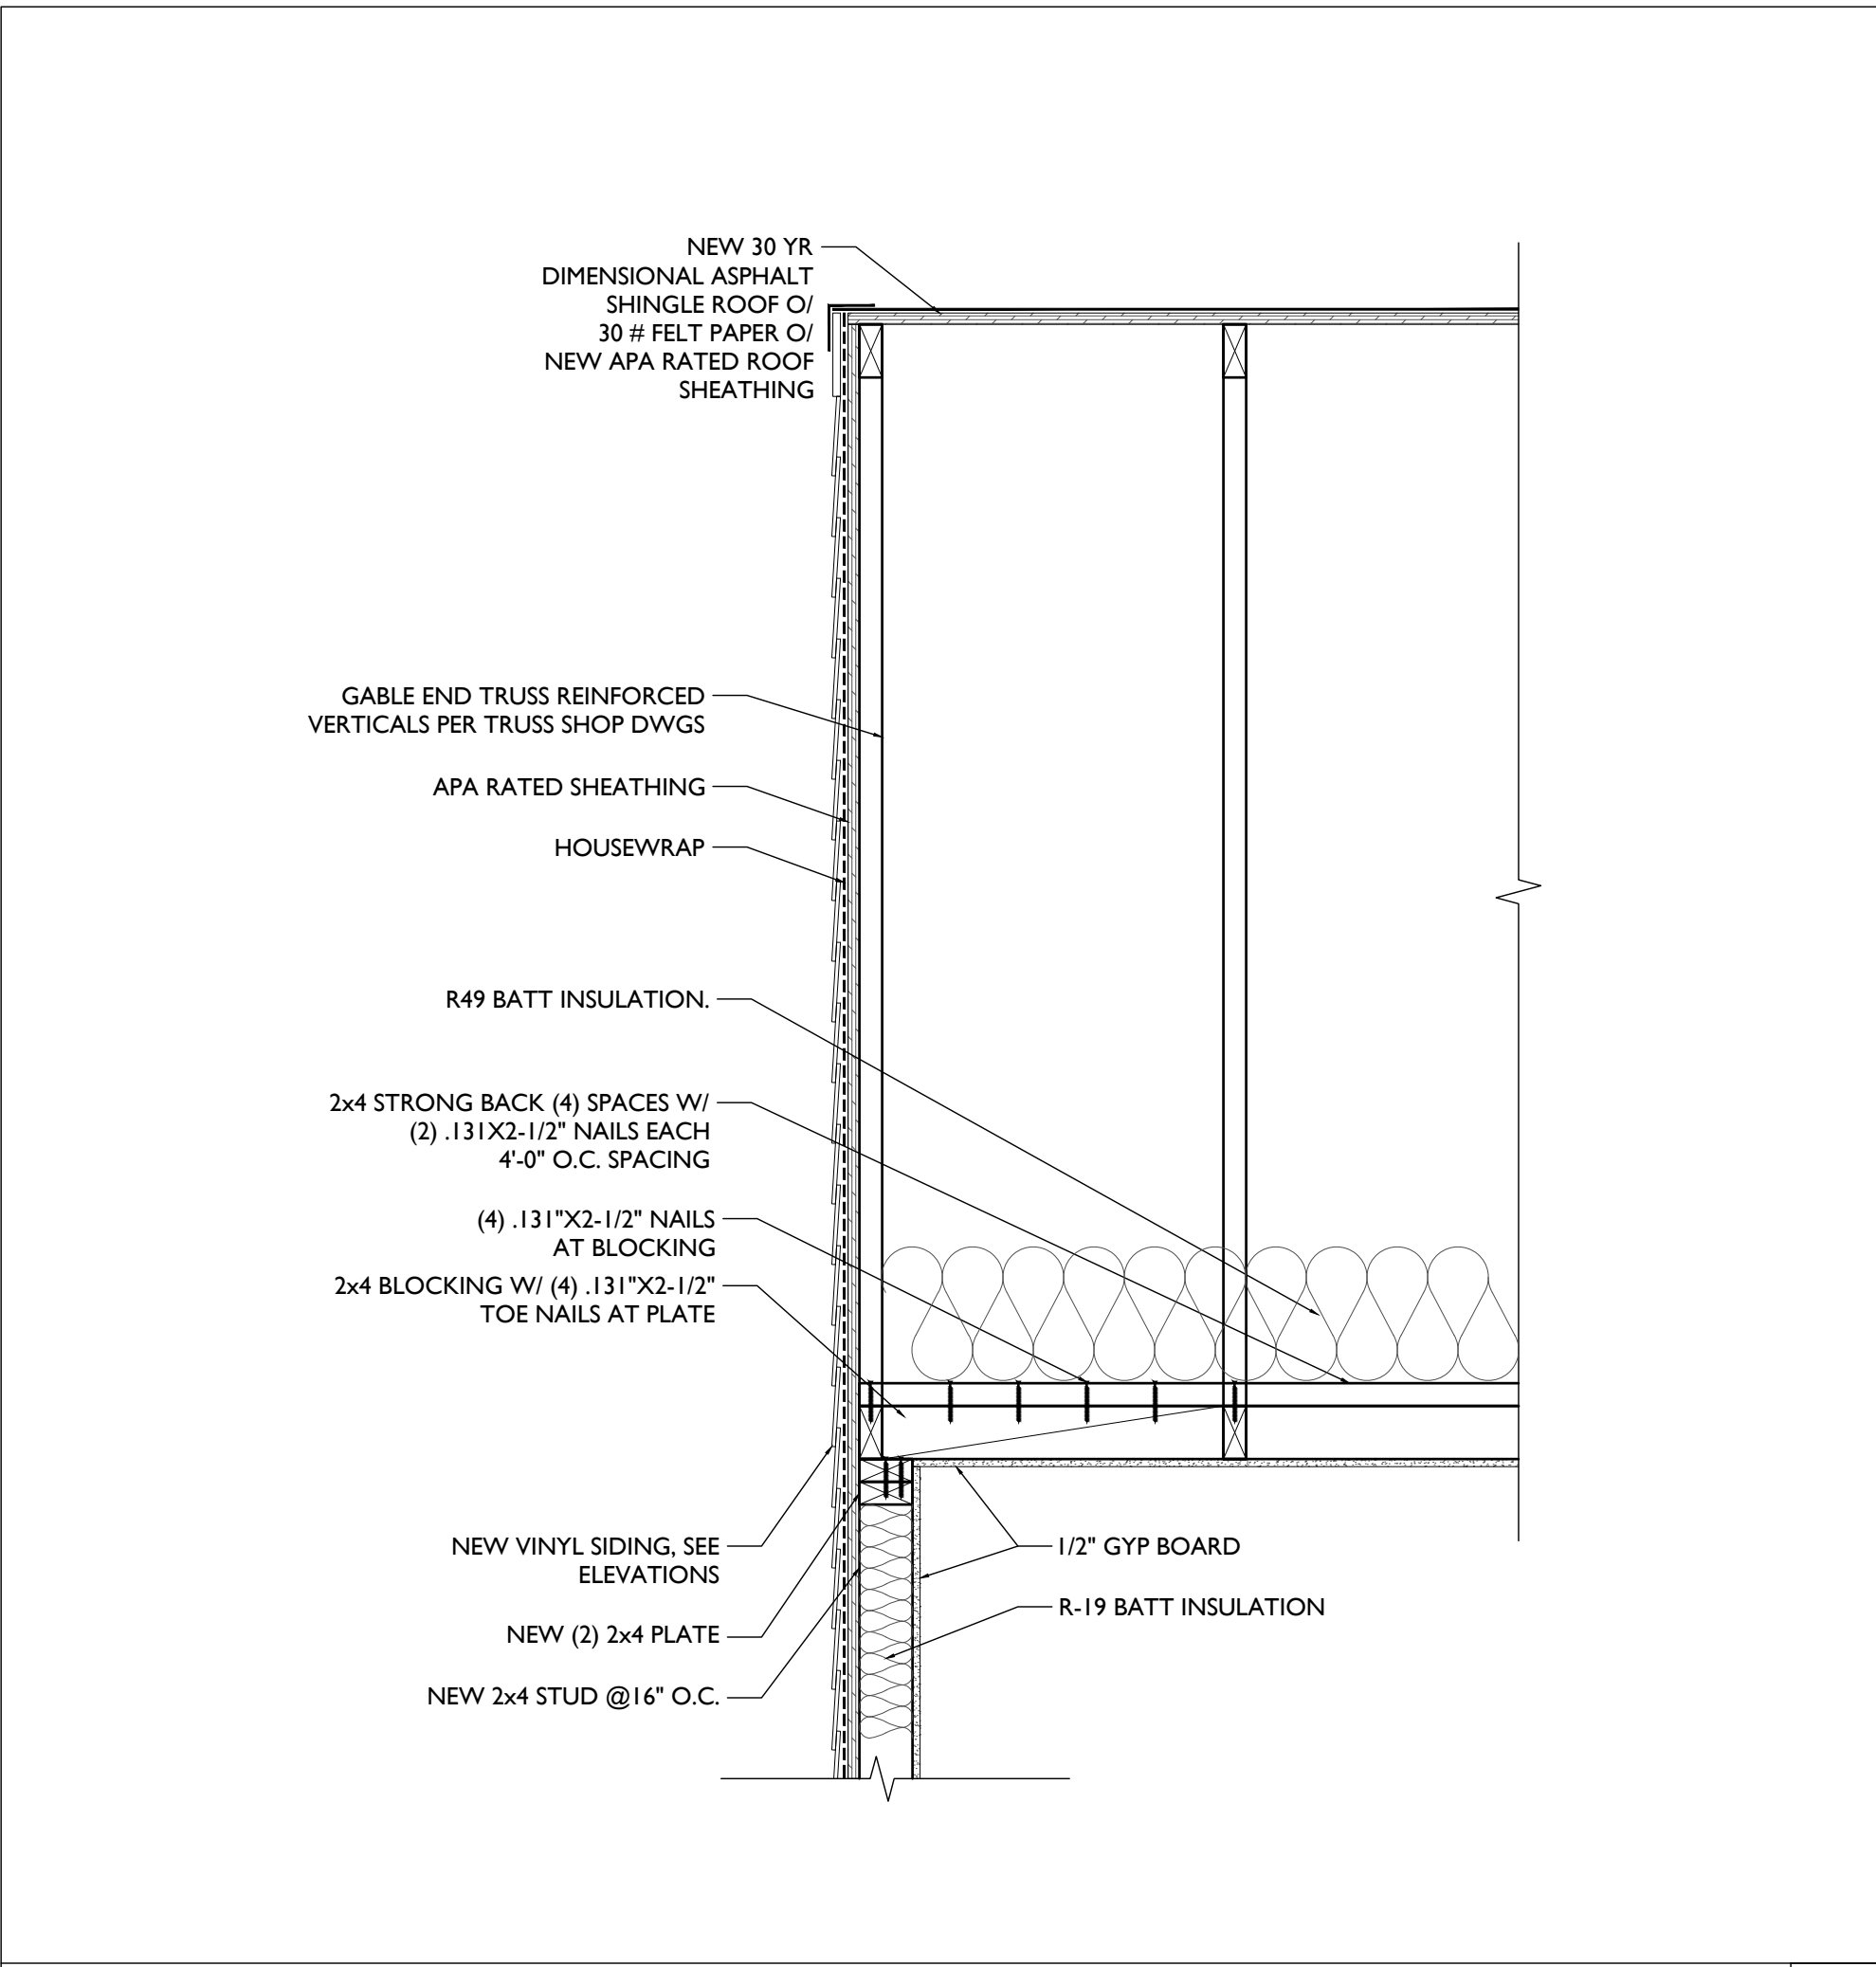 NEW 30 YR
DIMENSIONAL ASPHALT
SHINGLE ROOF O/
30 # FELT PAPER O/
NEW APA RATED ROOF
SHEATHING
GABLE END TRUSS REINFORCED
VERTICALS PER TRUSS SHOP DWGS
APA RATED SHEATHING
HOUSEWRAP
R49 BATT INSULATION.
2x4 STRONG BACK (4) SPACES W/
(2) .131X2-1/2" NAILS EACH
4'-0" O.C. SPACING
(4) .131"X2-1/2" NAILS
AT BLOCKING
2x4 BLOCKING W/ (4) .131"X2-1/2"
TOE NAILS AT PLATE
NEW VINYL SIDING, SEE
ELEVATIONS
NEW (2) 2x4 PLATE
NEW 2x4 STUD @16" O.C.
1/2" GYP BOARD
R-19 BATT INSULATION